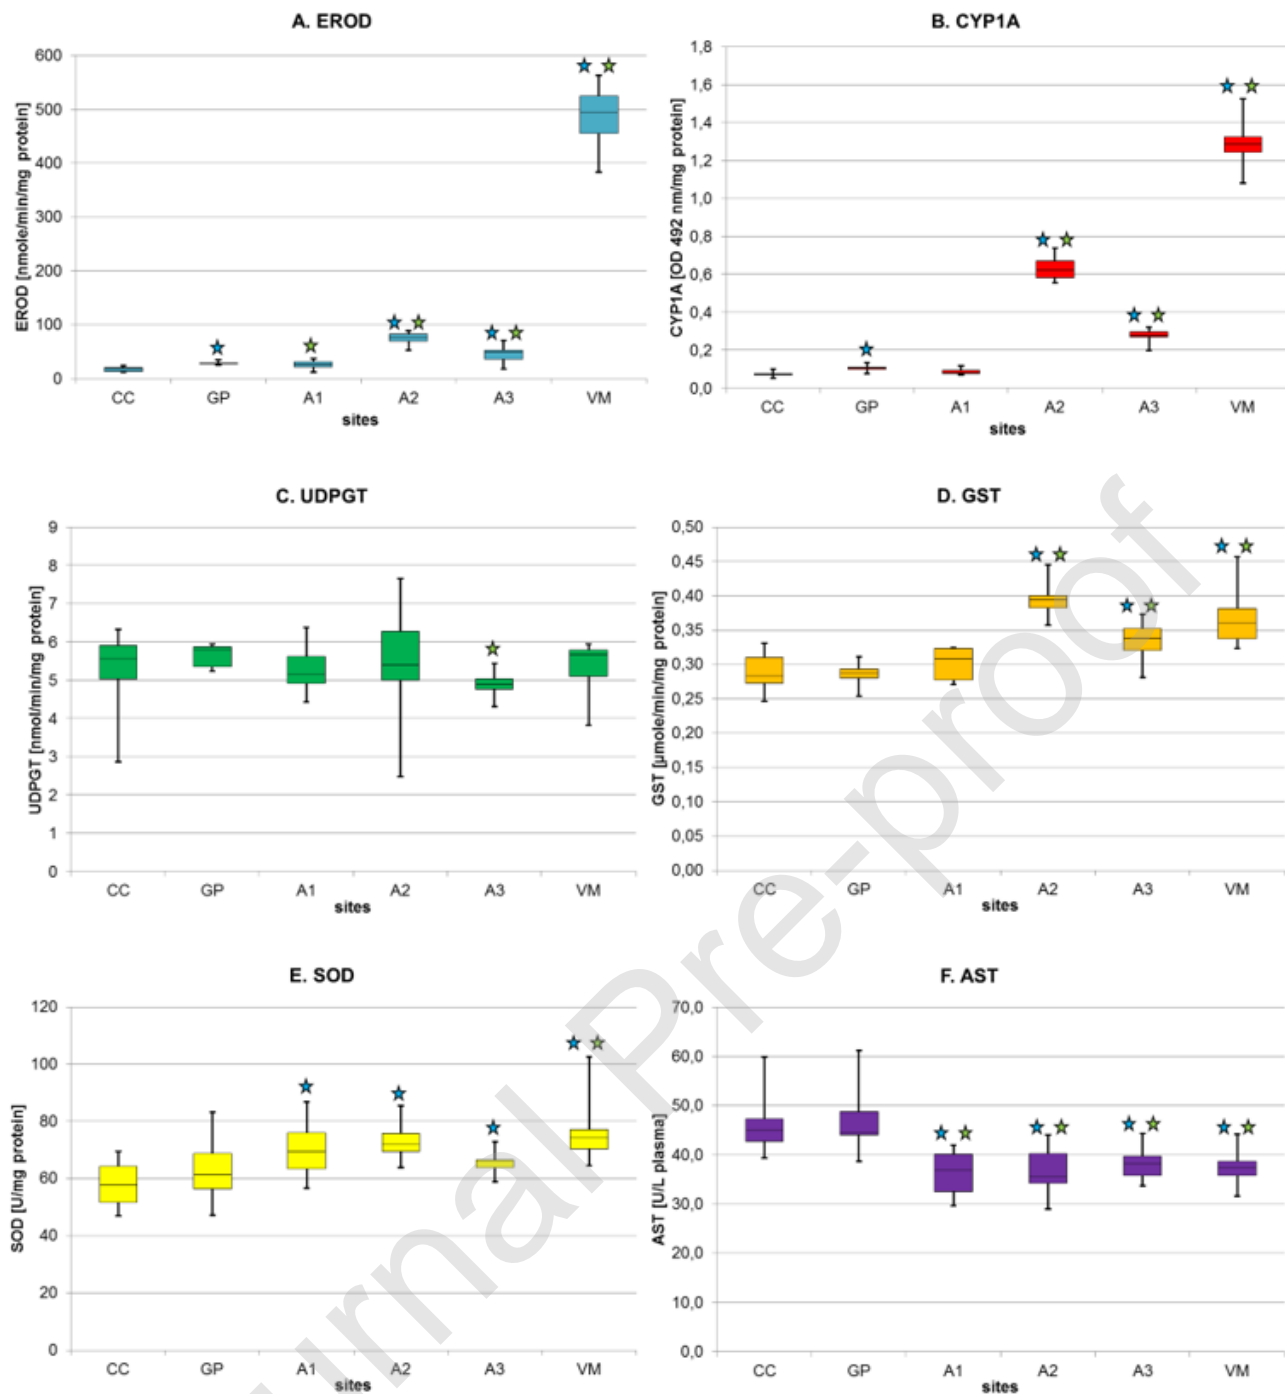 A. EROD
EROD [nmole/min/mg protein]
600
500
400
300
200
100
0
CC GP A1 A2 A3 VM
sites
B. CYP1A
CYP1A [OD 492 nm/mg protein]
1,8
1,6
1,4
1,2
1,0
0,8
0,6
0,4
0,2
0,0
CC GP A1 A2 A3 VM
sites
C. UDPGT
UDPGT [nmol/min/mg protein]
9
8
7
6
5
4
3
2
1
0
CC GP A1 A2 A3 VM
sites
D. GST
GST [µmole/min/mg protein]
0,50
0,45
0,40
0,35
0,30
0,25
0,20
0,15
0,10
0,05
0,00
CC GP A1 A2 A3 VM
sites
E. SOD
SOD [U/mg protein]
120
100
80
60
40
20
0
CC GP A1 A2 A3 VM
sites
F. AST
AST [U/L plasma]
70,0
60,0
50,0
40,0
30,0
20,0
10,0
0,0
CC GP A1 A2 A3 VM
sites
urnal Pre-proof